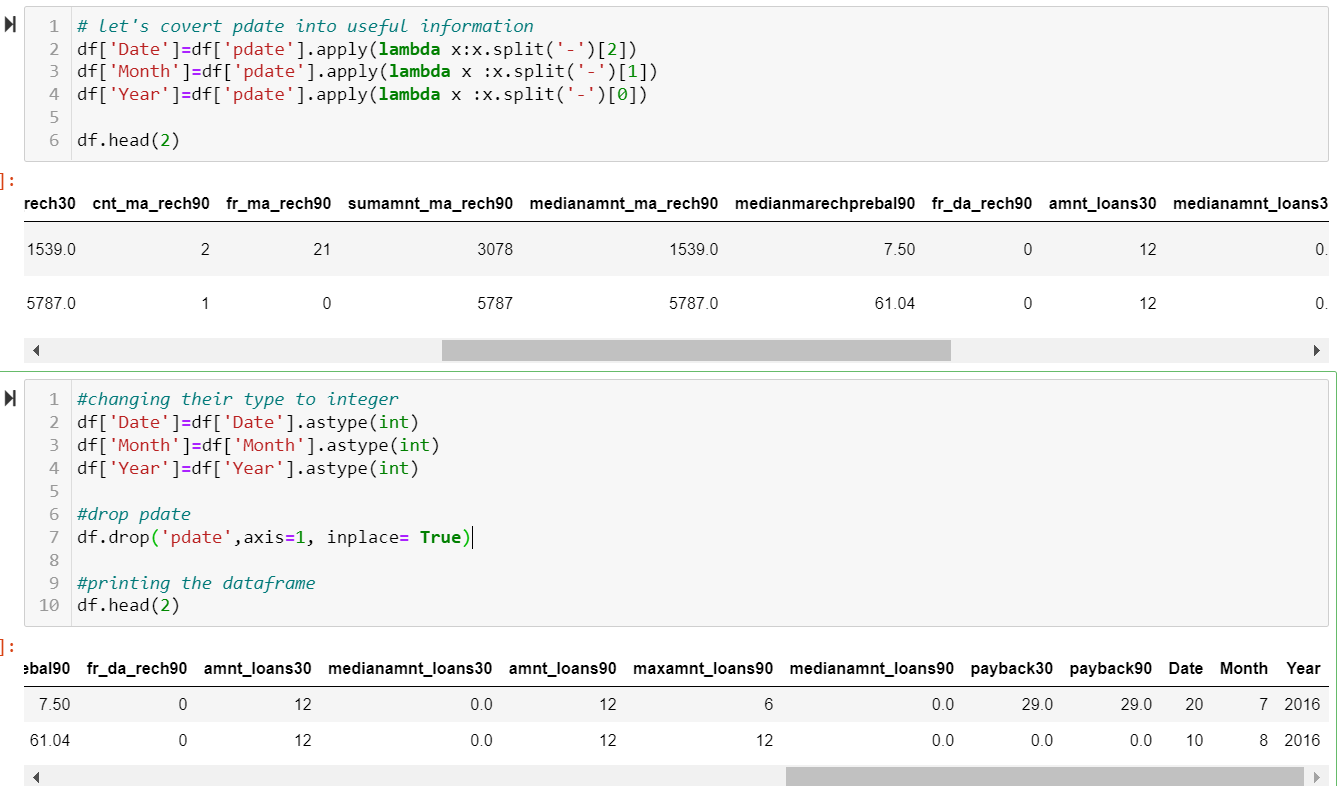 1 # let's covert pdate into useful information
2 df['Date']=df['pdate'].apply(lambda x:x.split('-')[2])
3 df['Month']=df['pdate'].apply(lambda x :x.split('-')[1])
4 df['Year']=df['pdate'].apply(lambda x :x.split('-')[0])
5
6 df.head(2)
]:
rech30 cnt_ma_rech90 fr_ma_rech90 sumamnt_ma_rech90 medianamnt_ma_rech90 medianmarechprebal90 fr_da_rech90 amnt_loans30 medianamnt_loans3
1539.0 2 21 3078 1539.0 7.50 0 12 0.
5787.0 1 0 5787 5787.0 61.04 0 12 0.
1 #changing their type to integer
2 df['Date']=df['Date'].astype(int)
3 df['Month']=df['Month'].astype(int)
4 df['Year']=df['Year'].astype(int)
5
6 #drop pdate
7 df.drop('pdate',axis=1, inplace= True)
8
9 #printing the dataframe
10 df.head(2)
]:
ebal90 fr_da_rech90 amnt_loans30 medianamnt_loans30 amnt_loans90 maxamnt_loans90 medianamnt_loans90 payback30 payback90 Date Month Year
7.50 0 12 0.0 12 6 0.0 29.0 29.0 20 7 2016
61.04 0 12 0.0 12 12 0.0 0.0 0.0 10 8 2016